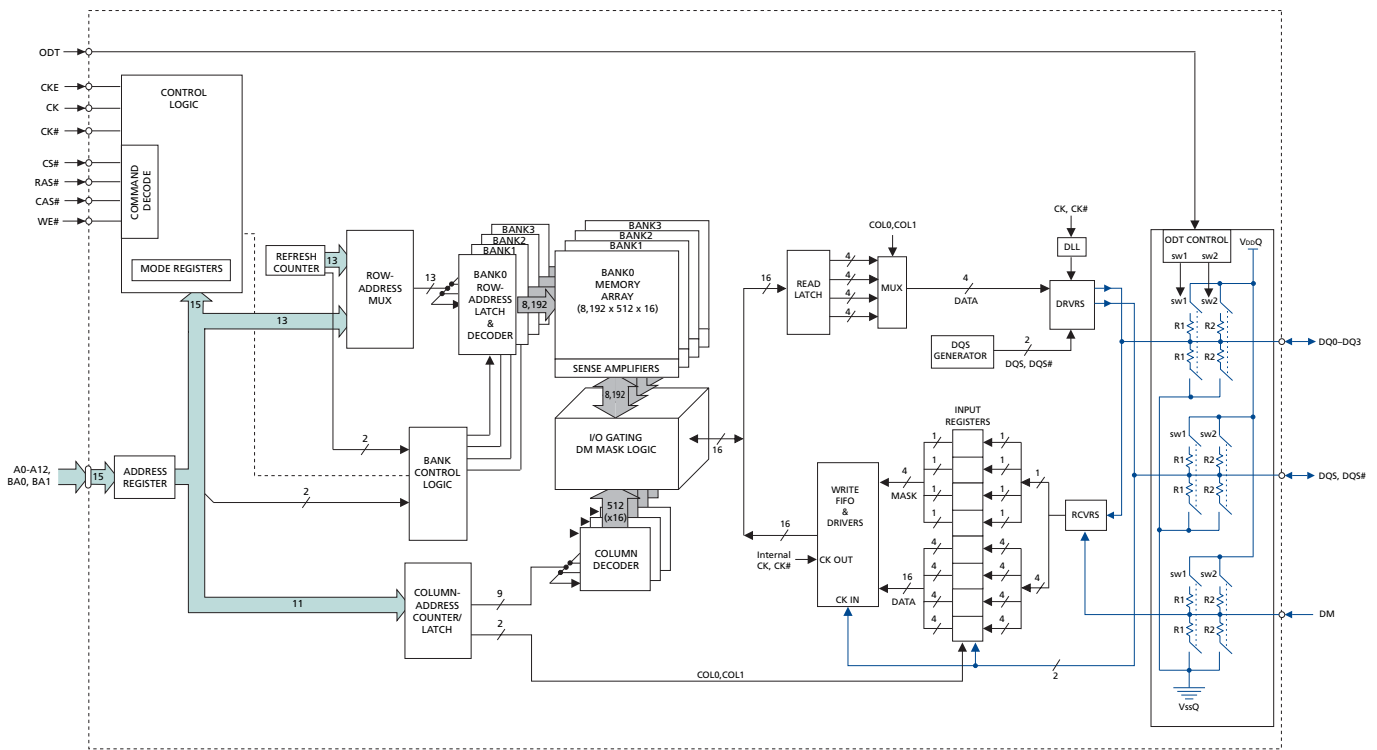 ODT
CKE
CK
CK#
CS#
RAS#
CAS#
WE#
CONTROL
LOGIC
COMMAND
DECODE
MODE REGISTERS
15
13
REFRESH
COUNTER
13
ROW-
ADDRESS
MUX
13
BANK3
BANK2
BANK1
BANK0
ROW-
ADDRESS
LATCH
&
DECODER
8,192
BANK3
BANK2
BANK1
BANK0
MEMORY
ARRAY
(8,192 x 512 x 16)
SENSE AMPLIFIERS
8,192
I/O GATING
DM MASK LOGIC
16
512
(x16)
COLUMN
DECODER
A0-A12,
BA0, BA1
15
ADDRESS
REGISTER
2
2
BANK
CONTROL
LOGIC
11
COLUMN-
ADDRESS
COUNTER/
LATCH
9
2
COL0,COL1
16
READ
LATCH
4
4
4
4
COL0,COL1
MUX
4
DATA
CK, CK#
DLL
DRVRS
DQS
GENERATOR
2
DQS, DQS#
INPUT
REGISTERS
1
1
1
1
4
4
4
4
1
1
1
1
4
4
4
4
1
4
4
MASK
16
DATA
WRITE
FIFO
&
DRIVERS
CK OUT
CK IN
16
Internal
CK, CK#
RCVRS
2
ODT CONTROL
sw1
sw2
VDDQ
sw1
sw2
R1
R2
R1
R2
sw1
sw2
R1
R2
R1
R2
sw1
sw2
R1
R2
R1
R2
VssQ
DQ0–DQ3
DQS, DQS#
DM